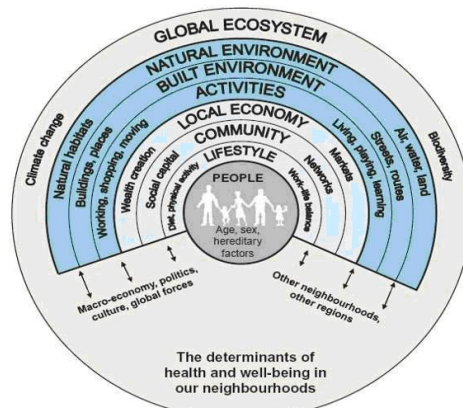 GLOBAL ECOSYSTEM
NATURAL ENVIRONMENT
BUILT ENVIRONMENT
ACTIVITIES
LOCAL ECONOMY
COMMUNITY
LIFESTYLE
PEOPLE
Age, sex,
hereditary
factors
Climate change
Natural habitats
Buildings, places
Working, shopping, moving
Wealth creation
Social capital
Diet, physical activity
Work-life balance
Networks
Markets
Living, playing, learning
Streets, routes
Air, water, land
Biodiversity
Macro-economy, politics,
culture, global forces
Other neighbourhoods,
other regions
The determinants of
health and well-being in
our neighbourhoods